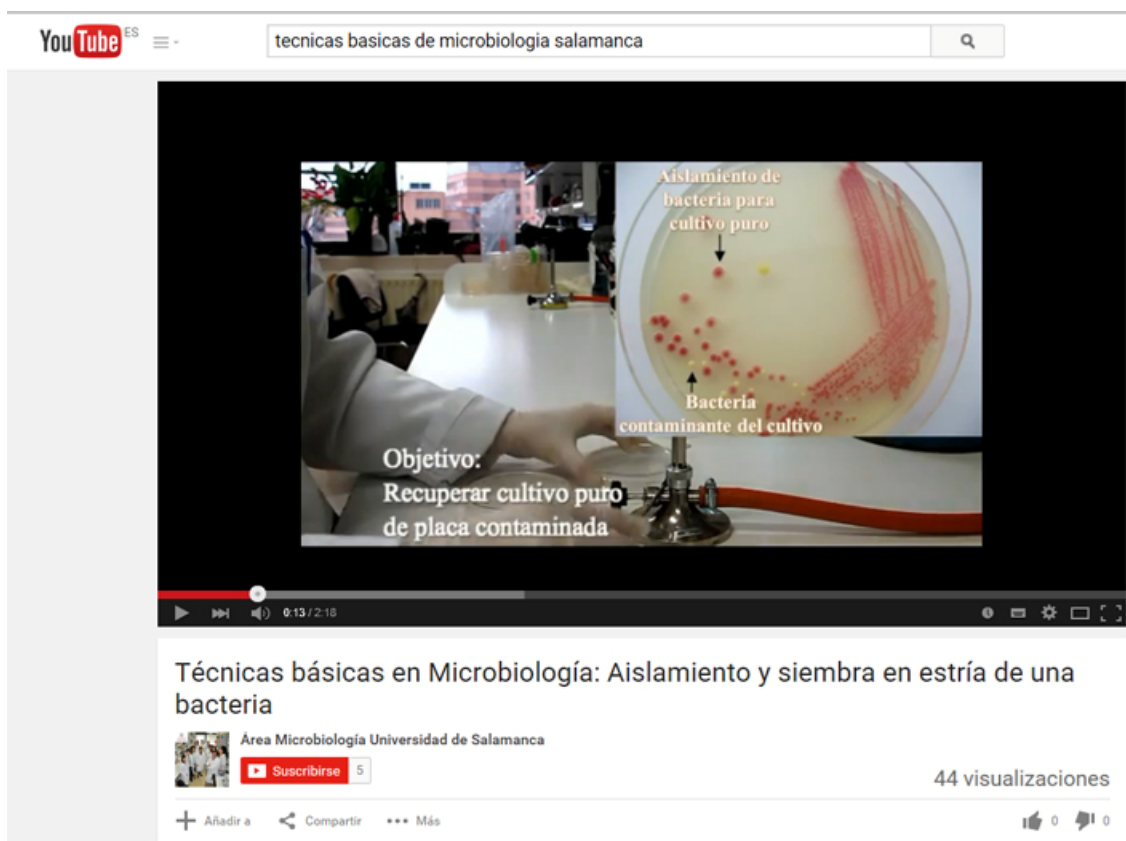 YouTube ES
tecnicas basicas de microbiologia salamanca
Aislamiento de
bacteria para
cultivo puro
Bacteria
contaminante del cultivo
Objetivo:
Recuperar cultivo puro
de placa contaminada
0:13 / 2:18
Técnicas básicas en Microbiología: Aislamiento y siembra en estría de una
bacteria
Área Microbiología Universidad de Salamanca
Suscribirse 5
44 visualizaciones
Añadir a Compartir Más 0 0